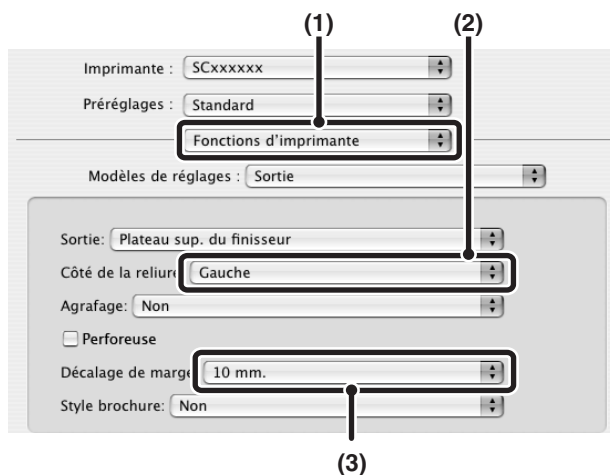 (1) (2)
Imprimante : SCxxxxxx
Préréglages : Standard
Fonctions d'imprimante
Modèles de réglages : Sortie
Sortie: Plateau sup. du finisseur
Côté de la reliure Gauche
Agrafage: Non
Perforeuse
Décalage de marge 10 mm.
Style brochure: Non
(3)